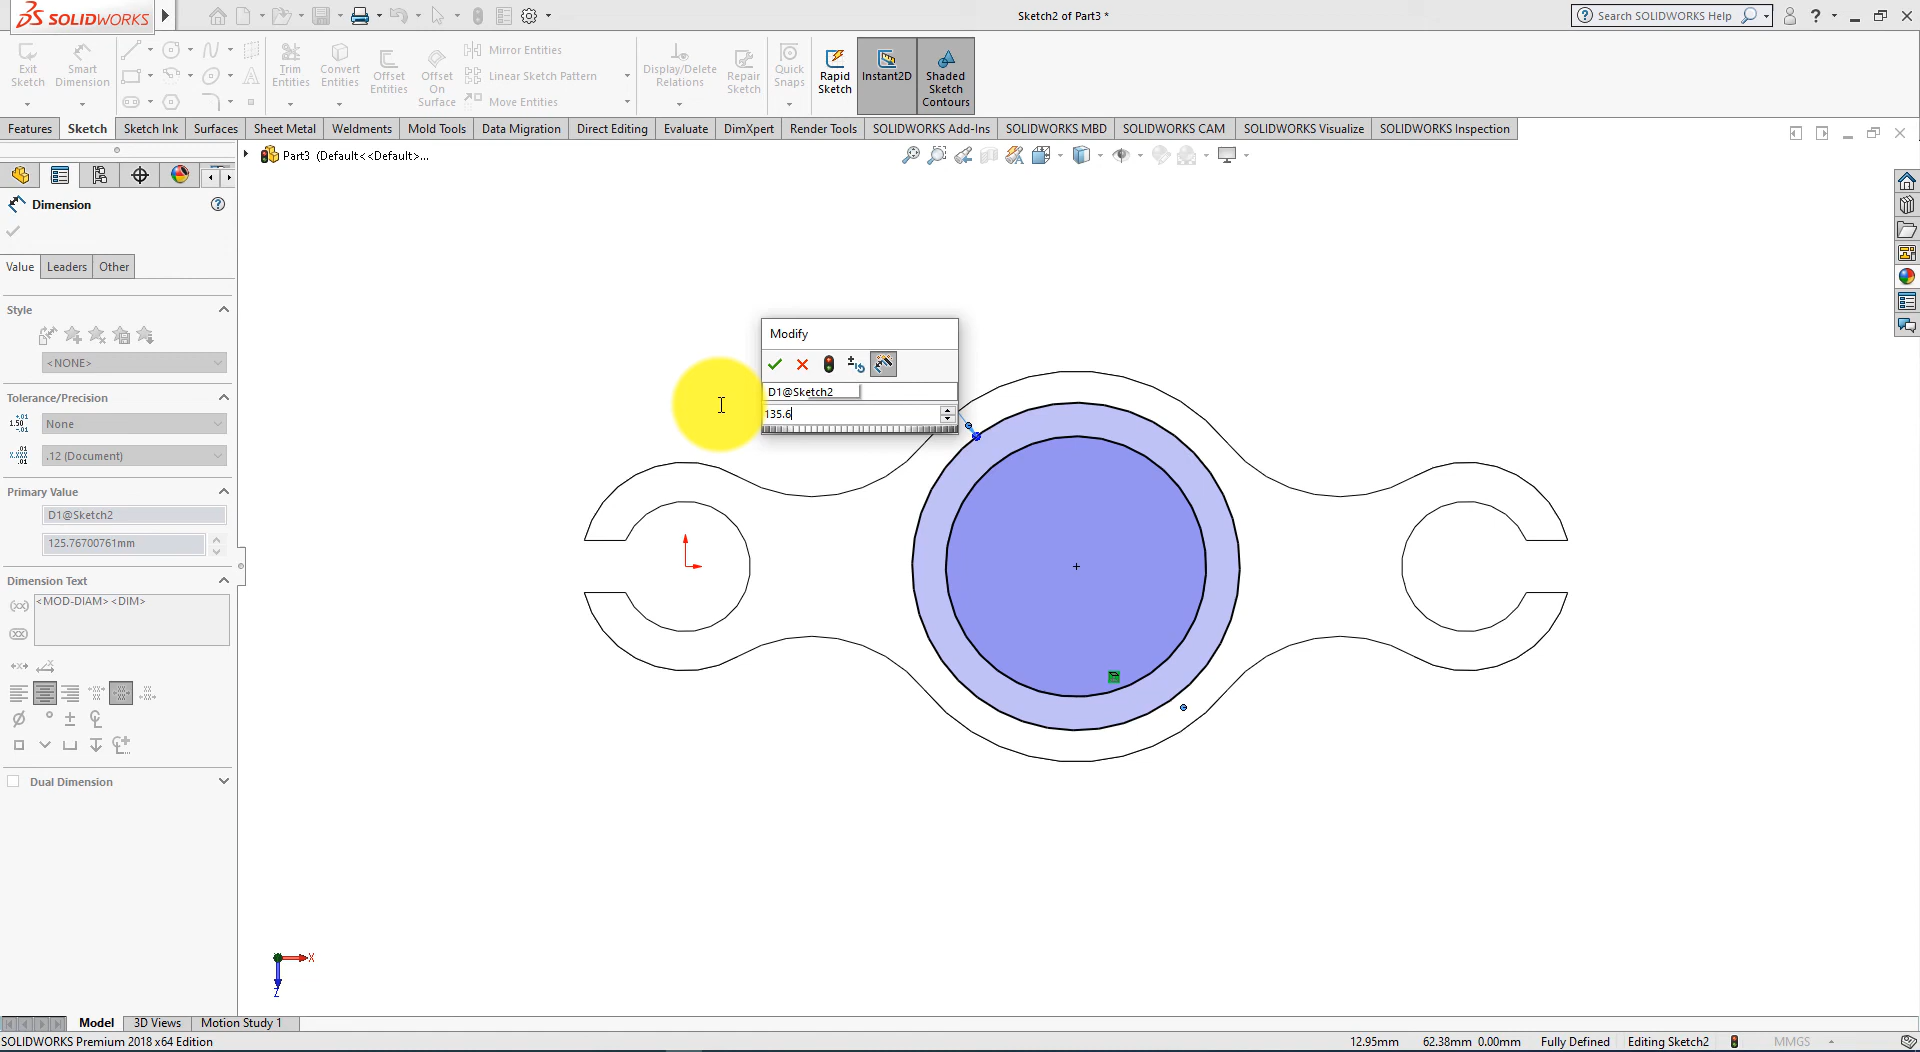 SOLIDWORKS
Sketch2 of Part3 *
Search SOLIDWORKS Help
Exit Sketch
Smart Dimension
Trim Entities
Convert Entities
Offset Entities
Offset On Surface
Mirror Entities
Linear Sketch Pattern
Move Entities
Display/Delete Relations
Repair Sketch
Quick Snaps
Rapid Sketch
Instant2D
Shaded Sketch Contours
Features
Sketch
Sketch Ink
Surfaces
Sheet Metal
Weldments
Mold Tools
Data Migration
Direct Editing
Evaluate
DimXpert
Render Tools
SOLIDWORKS Add-Ins
SOLIDWORKS MBD
SOLIDWORKS CAM
SOLIDWORKS Visualize
SOLIDWORKS Inspection
Part3 (Default<<Default>...
Dimension
Value
Leaders
Other
Style
<NONE>
Tolerance/Precision
None
.12 (Document)
Primary Value
D1@Sketch2
125.76700761mm
Dimension Text
<MOD-DIAM><DIM>
Dual Dimension
Modify
D1@Sketch2
135.6
X
Z
Model
3D Views
Motion Study 1
SOLIDWORKS Premium 2018 x64 Edition
12.95mm
62.38mm 0.00mm
Fully Defined
Editing Sketch2
MMGS